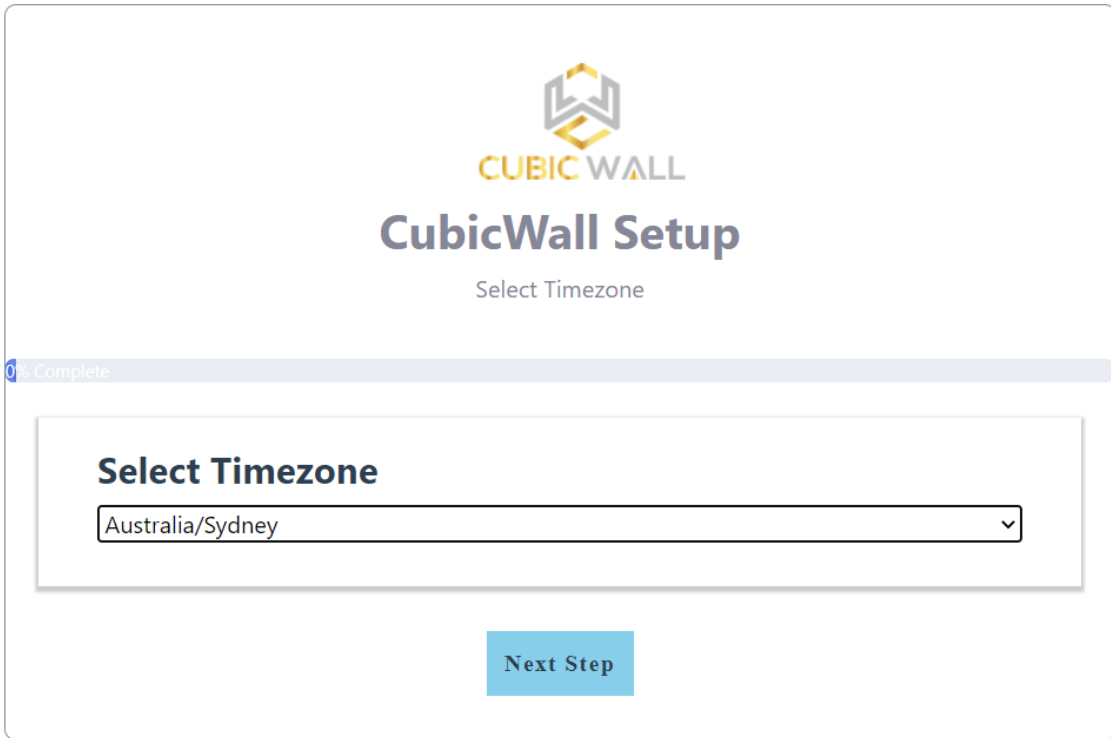 CUBIC WALL
CubicWall Setup
Select Timezone
0% Complete
Select Timezone
Australia/Sydney
Next Step